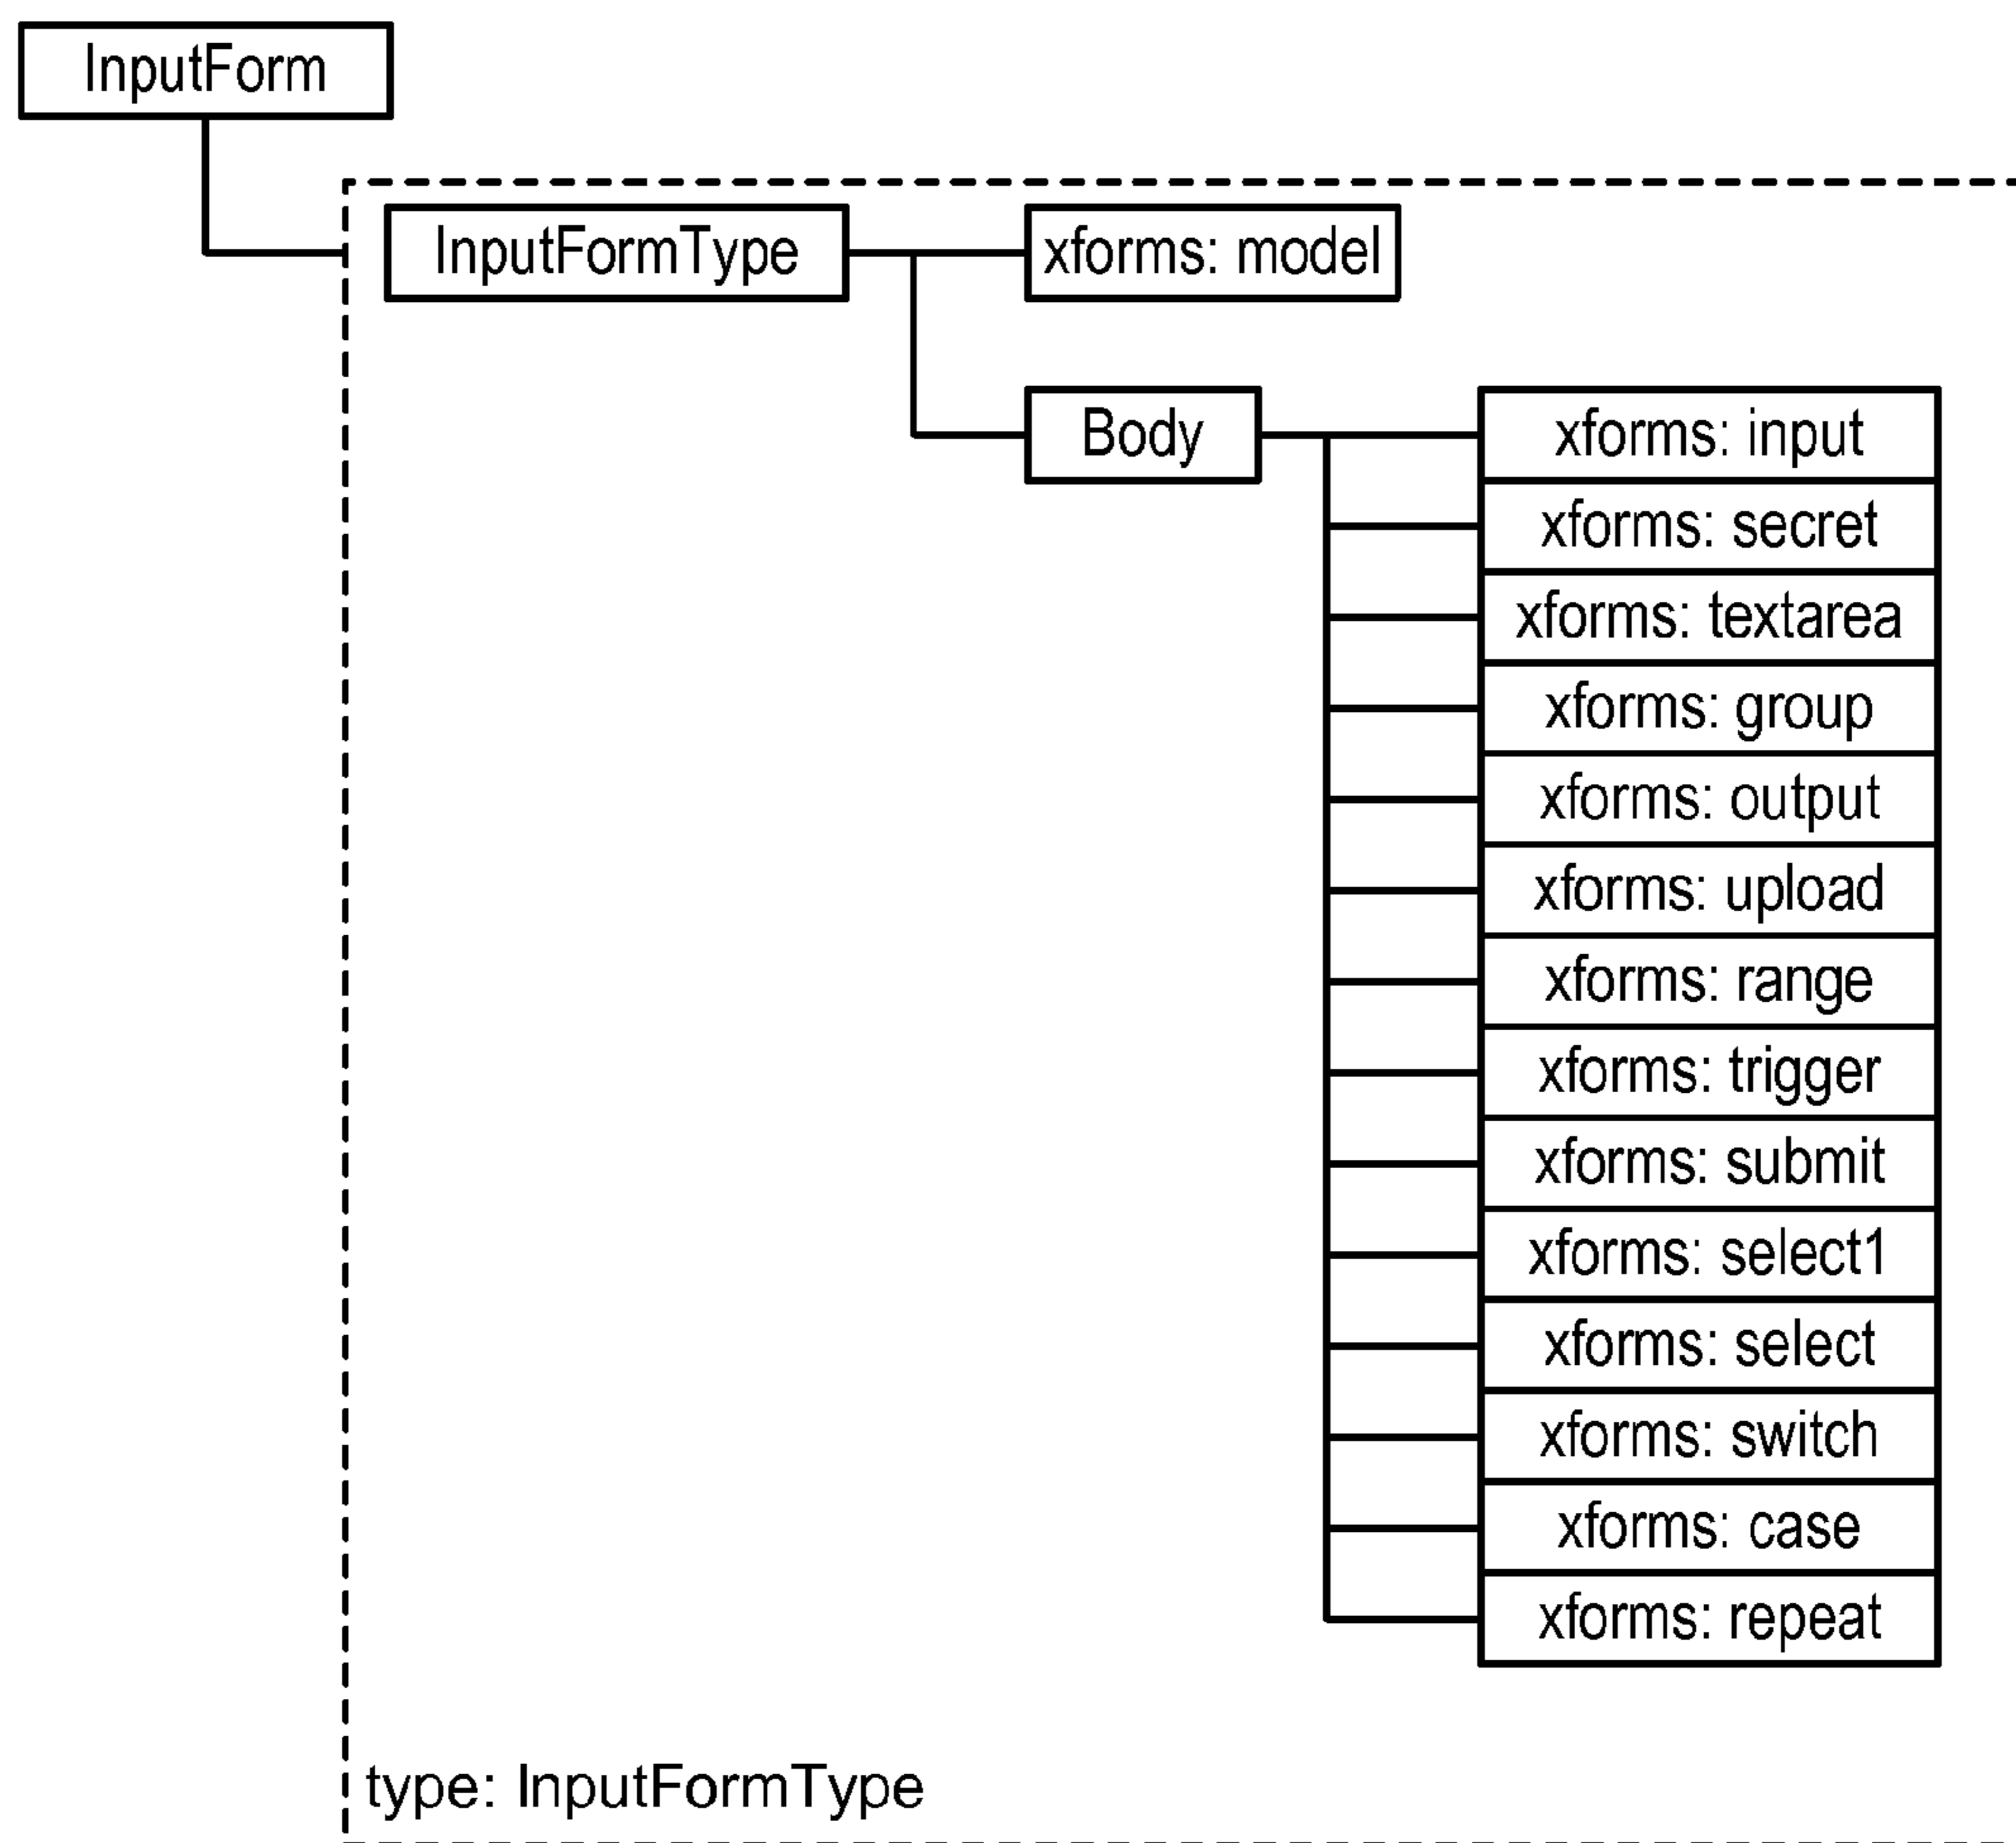 InputForm
InputFormType
xforms: model
Body
xforms: input
xforms: secret
xforms: textarea
xforms: group
xforms: output
xforms: upload
xforms: range
xforms: trigger
xforms: submit
xforms: select1
xforms: select
xforms: switch
xforms: case
xforms: repeat
type: InputFormType